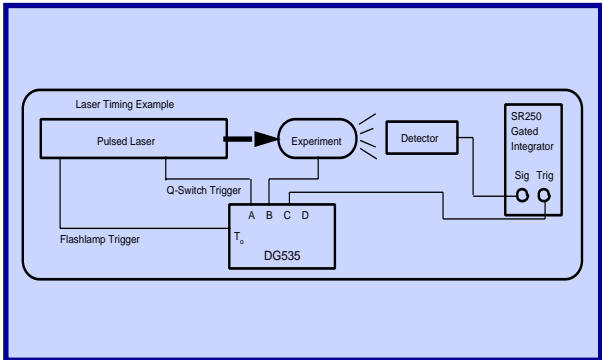 Laser Timing Example
Pulsed Laser
Experiment
Detector
SR250
Gated
Integrator
Sig Trig
Q-Switch Trigger
A B C D
Flashlamp Trigger
To
DG535